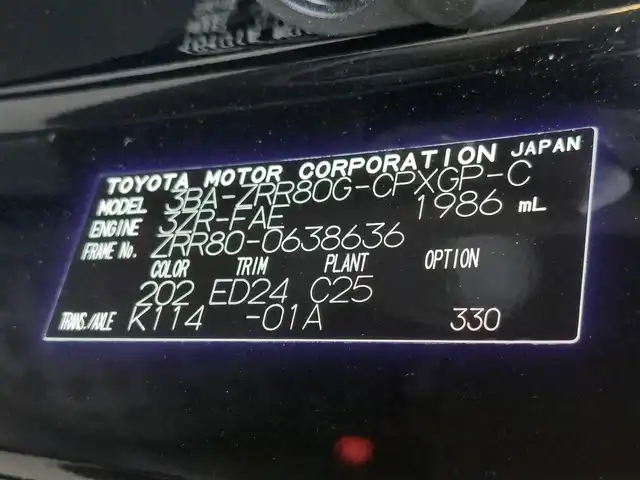 TOYOTA MOTOR CORPORATION JAPAN
MODEL 3BA-ZRR80G-CPXGP-C
ENGINE 3ZR-FAE 1986 mL
FRAME No. ZRR80-0638636
COLOR TRIM PLANT OPTION
202 ED24 C25
TRANS./AXLE K114 -01A 330